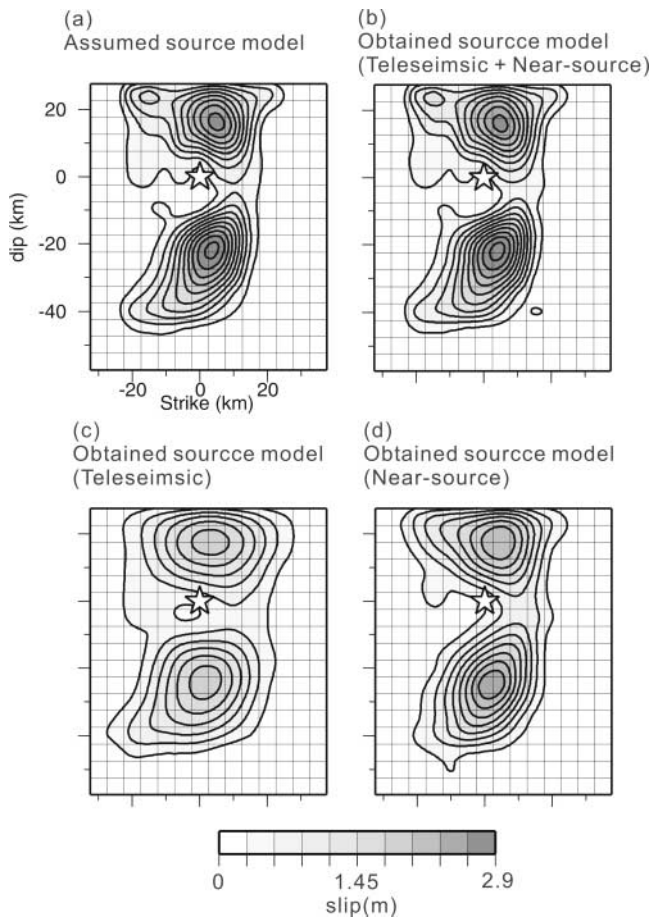 (a)
Assumed source model
(b)
Obtained sourcce model
(Teleseimsic + Near-source)
20
0
-20
-40
dip (km)
-20
0
20
Strike (km)
(c)
Obtained sourcce model
(Teleseimsic)
(d)
Obtained sourcce model
(Near-source)
0
1.45
2.9
slip(m)